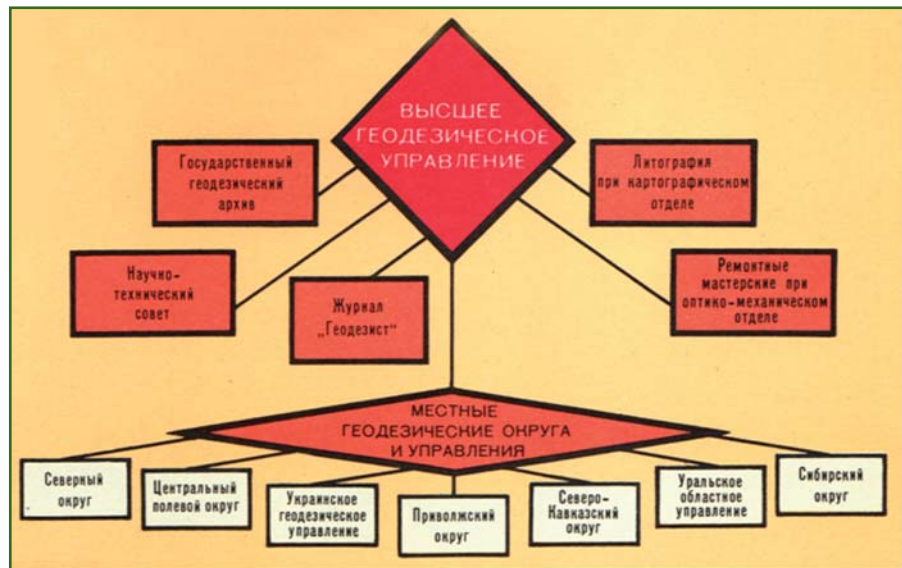 ВЫСШЕЕ
ГЕОДЕЗИЧЕСКОЕ
УПРАВЛЕНИЕ
Государственный
геодезический
архив
Литография
при картографическом
отделе
Научно-
технический
совет
Журнал
„Геодезист“
Ремонтные
мастерские при
оптико-механическом
отделе
МЕСТНЫЕ
ГЕОДЕЗИЧЕСКИЕ ОКРУГА
И УПРАВЛЕНИЯ
Северный
округ
Центральный
полевой округ
Украинское
геодезическое
управление
Приволжский
округ
Северо-
Кавказский
округ
Уральское
областное
управление
Сибирский
округ